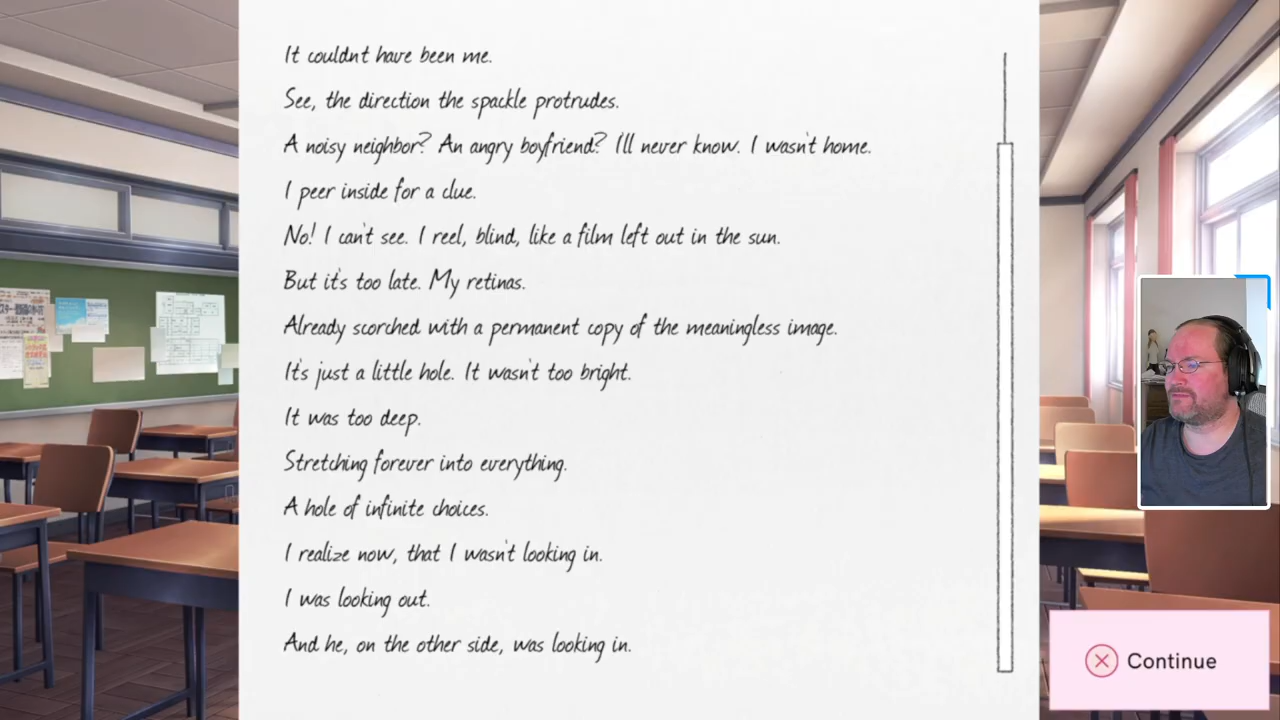 It couldn't have been me.
See, the direction the spackle protrudes.
A noisy neighbor? An angry boyfriend? I'll never know. I wasn't home.
I peer inside for a clue.
No! I can't see. I reel, blind, like a film left out in the sun.
But it's too late. My retinas.
Already scorched with a permanent copy of the meaningless image.
It's just a little hole. It wasn't too bright.
It was too deep.
Stretching forever into everything.
A hole of infinite choices.
I realize now, that I wasn't looking in.
I was looking out.
And he, on the other side, was looking in.
Continue